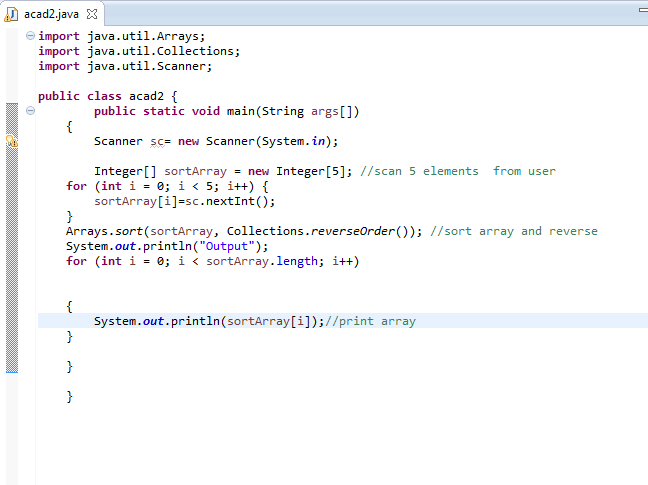 acad2.java
import java.util.Arrays;
import java.util.Collections;
import java.util.Scanner;
public class acad2 {
public static void main(String args[])
{
Scanner sc= new Scanner(System.in);
Integer[] sortArray = new Integer[5]; //scan 5 elements  from user
for (int i = 0; i < 5; i++) {
sortArray[i]=sc.nextInt();
}
Arrays.sort(sortArray, Collections.reverseOrder()); //sort array and reverse
System.out.println("Output");
for (int i = 0; i < sortArray.length; i++)
{
System.out.println(sortArray[i]);//print array
}
}
}